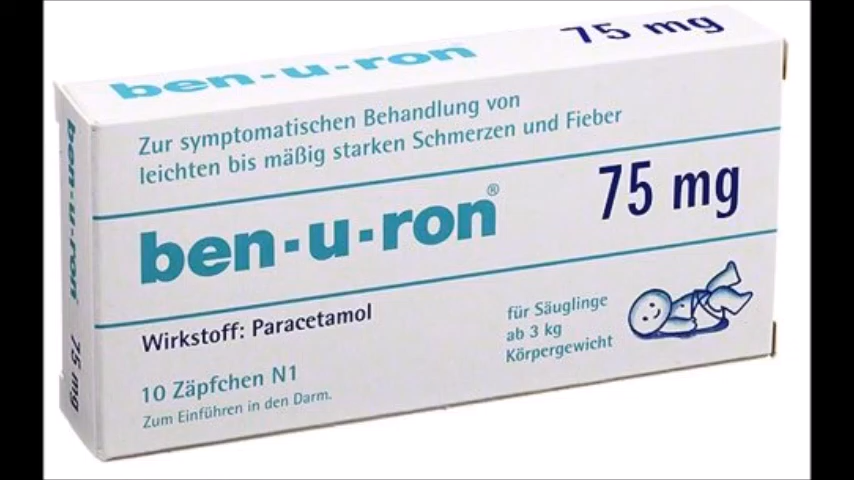 ben-u-ron 75 mg
Zur symptomatischen Behandlung von
leichten bis mäßig starken Schmerzen und Fieber
ben-u-ron® 75 mg
Wirkstoff: Paracetamol
10 Zäpfchen N1
Zum Einführen in den Darm.
für Säuglinge
ab 3 kg
Körpergewicht
ben-u-ron 75 mg